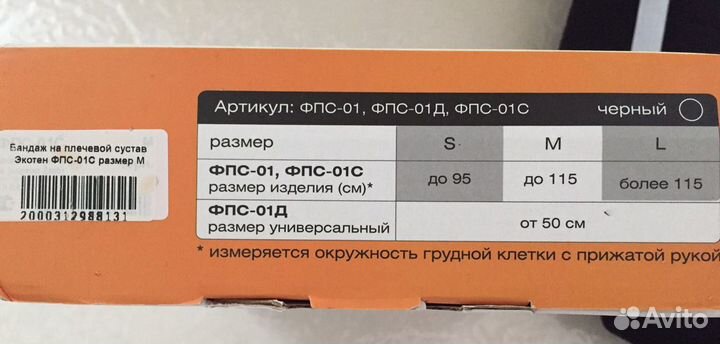 Бандаж на плечевой сустав
Экотен ФПС-01С размер М
2000312988131
Артикул: ФПС-01, ФПС-01Д, ФПС-01С черный
размер S M L
ФПС-01, ФПС-01С
размер изделия (см)* до 95 до 115 более 115
ФПС-01Д
размер универсальный от 50 см
* измеряется окружность грудной клетки с прижатой рукой
Avito